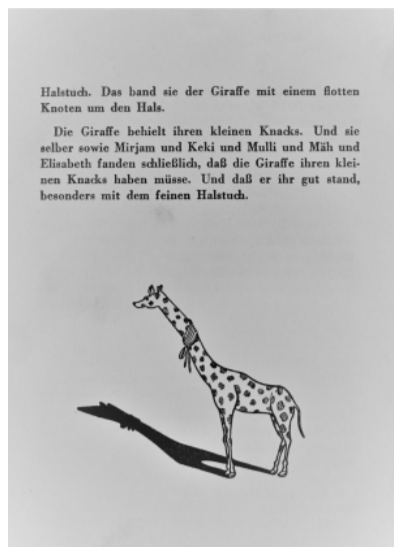 Halstuch. Das band sie der Giraffe mit einem flotten
Knoten um den Hals.
Die Giraffe behielt ihren kleinen Knacks. Und sie
selber sowie Mirjam und Keki und Mulli und Mäh und
Elisabeth fanden schließlich, daß die Giraffe ihren klei-
nen Knacks haben müsse. Und daß er ihr gut stand,
besonders mit dem feinen Halstuch.